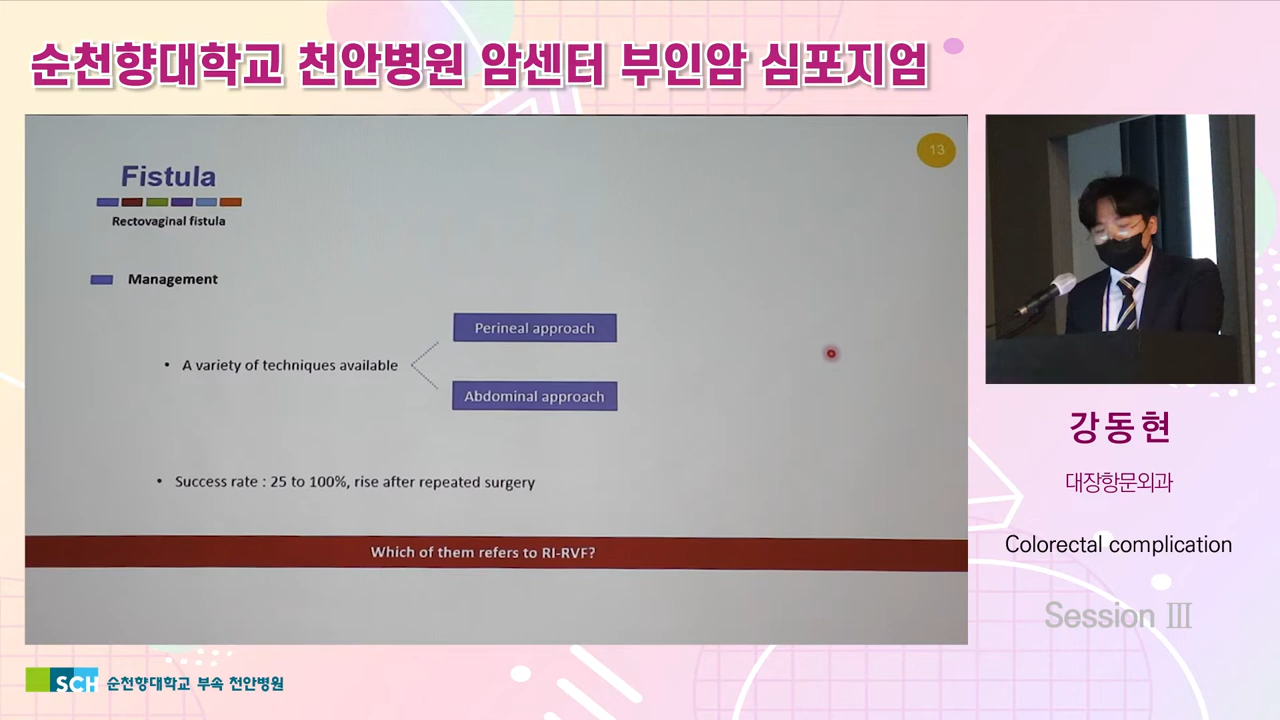 순천향대학교 천안병원 암센터 부인암 심포지엄
13
Fistula
Rectovaginal fistula
Management
• A variety of techniques available
Perineal approach
Abdominal approach
• Success rate : 25 to 100%, rise after repeated surgery
Which of them refers to RI-RVF?
강동현
대장항문외과
Colorectal complication
Session Ⅲ
SCH 순천향대학교 부속 천안병원